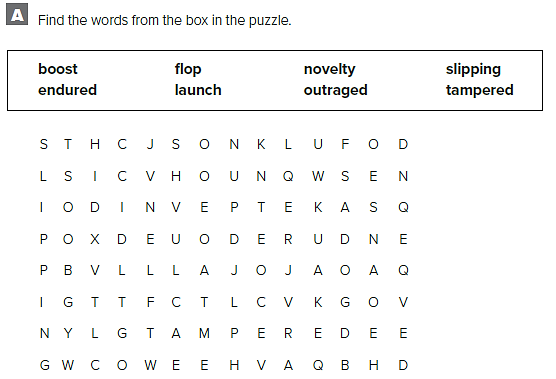 A Find the words from the box in the puzzle.
boost flop novelty slipping
endured launch outraged tampered
S T H C J S O N K L U F O D
L S I C V H O U N Q W S E N
I O D I N V E P T E K A S Q
P O X D E U O D E R U D N E
P B V L L L A J O J A O A Q
I G T T F C T L C V K G O V
N Y L G T A M P E R E D E E
G W C O W E E H V A Q B H D